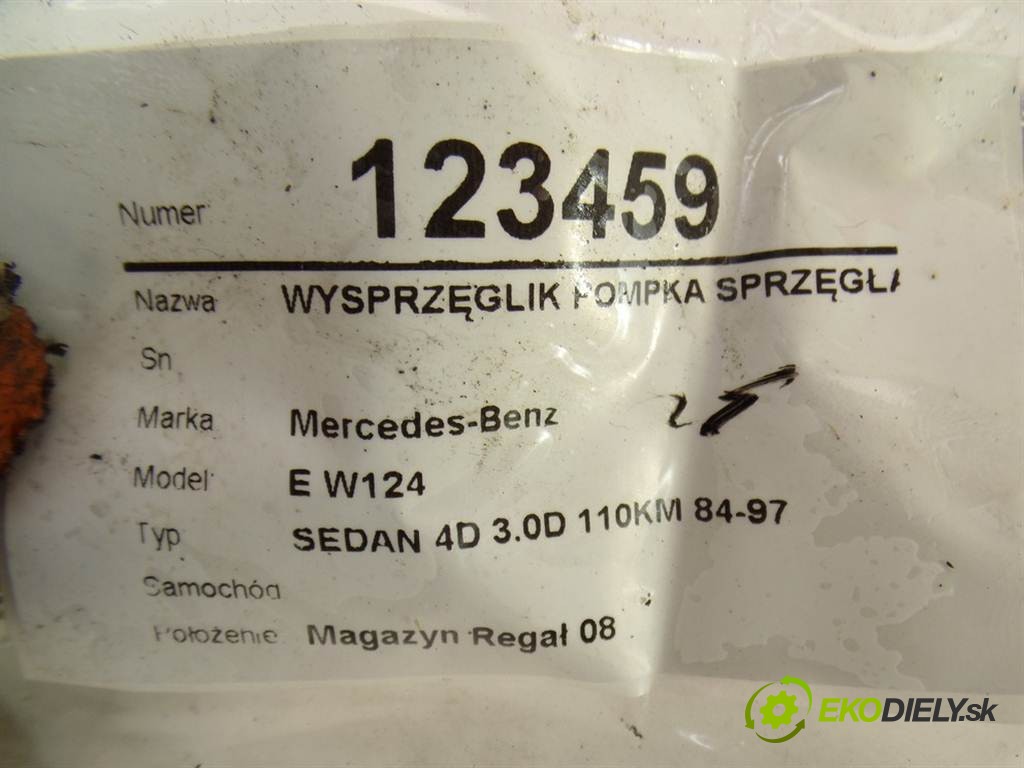 Numer 123459
Nazwa WYSPRZĘGLIK POMPKA SPRZĘGŁA
Sn
Marka Mercedes-Benz
Model E W124
Typ SEDAN 4D 3.0D 110KM 84-97
Samochód
Położenie Magazyn Regał 08
EKODIELY.sk